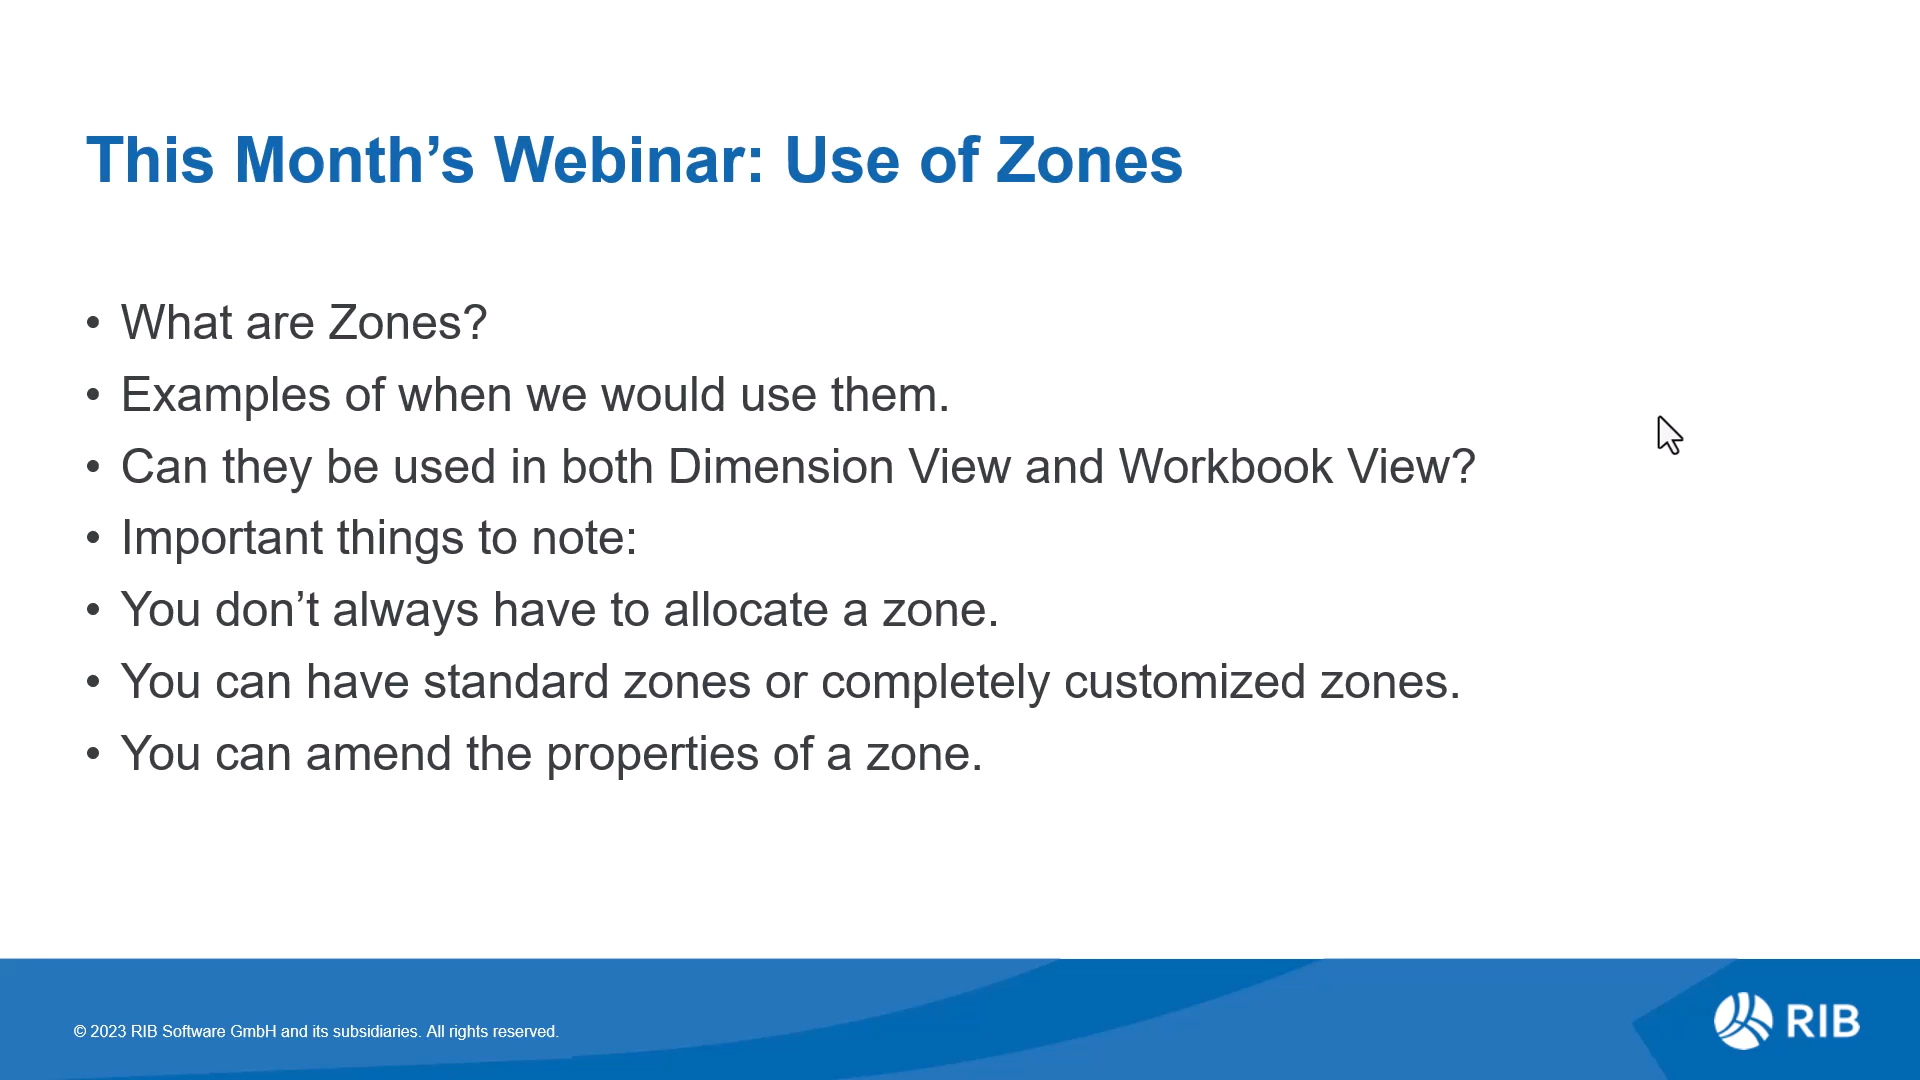 This Month’s Webinar: Use of Zones
• What are Zones?
• Examples of when we would use them.
• Can they be used in both Dimension View and Workbook View?
• Important things to note:
• You don’t always have to allocate a zone.
• You can have standard zones or completely customized zones.
• You can amend the properties of a zone.
© 2023 RIB Software GmbH and its subsidiaries. All rights reserved.
RIB